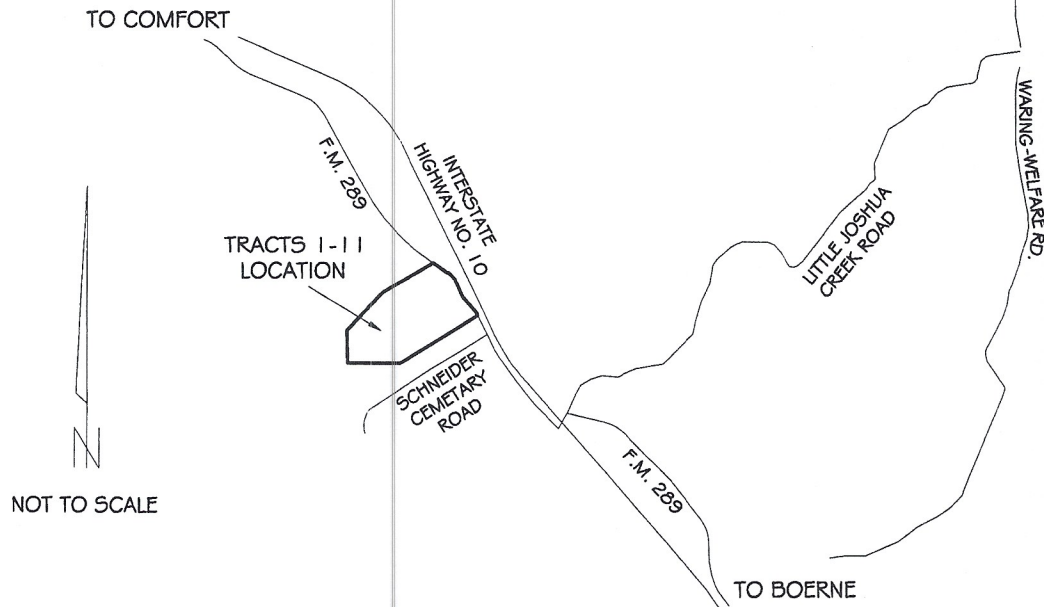 TO COMFORT
WARING-WELFARE RD.
F.M. 289
INTERSTATE
HIGHWAY NO. 10
LITTLE JOSHUA
CREEK ROAD
TRACTS 1-11
LOCATION
SCHNEIDER
CEMETARY
ROAD
N
NOT TO SCALE
F.M. 289
TO BOERNE